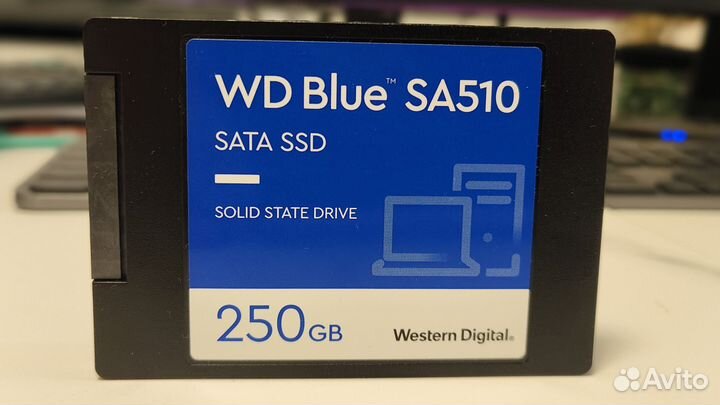 WD Blue™ SA510
SATA SSD
SOLID STATE DRIVE
250GB
Western Digital.
Avito